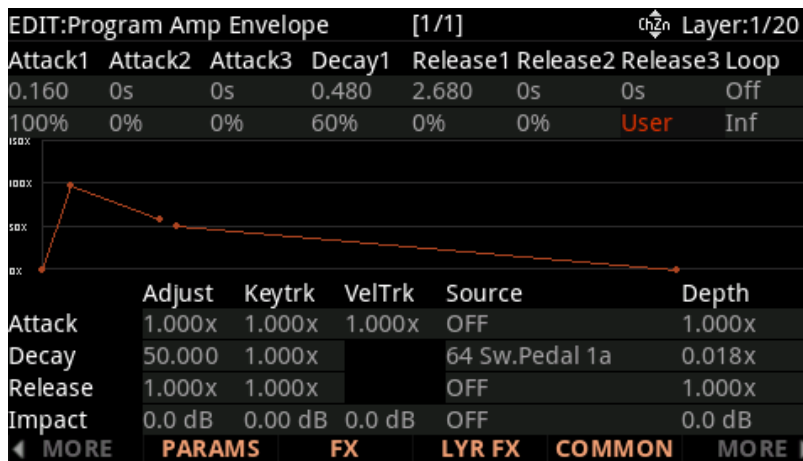 EDIT:Program Amp Envelope [1/1] ChZn Layer:1/20
Attack1 Attack2 Attack3 Decay1 Release1 Release2 Release3 Loop
0.160 0s 0s 0.480 2.680 0s 0s Off
100% 0% 0% 60% 0% 0% User Inf
150%
100%
50%
0%
Adjust Keytrk VelTrk Source Depth
Attack 1.000x 1.000x 1.000x OFF 1.000x
Decay 50.000 1.000x 64 Sw.Pedal 1a 0.018x
Release 1.000x 1.000x OFF 1.000x
Impact 0.0 dB 0.00 dB 0.0 dB OFF 0.0 dB
MORE PARAMS FX LYR FX COMMON MORE